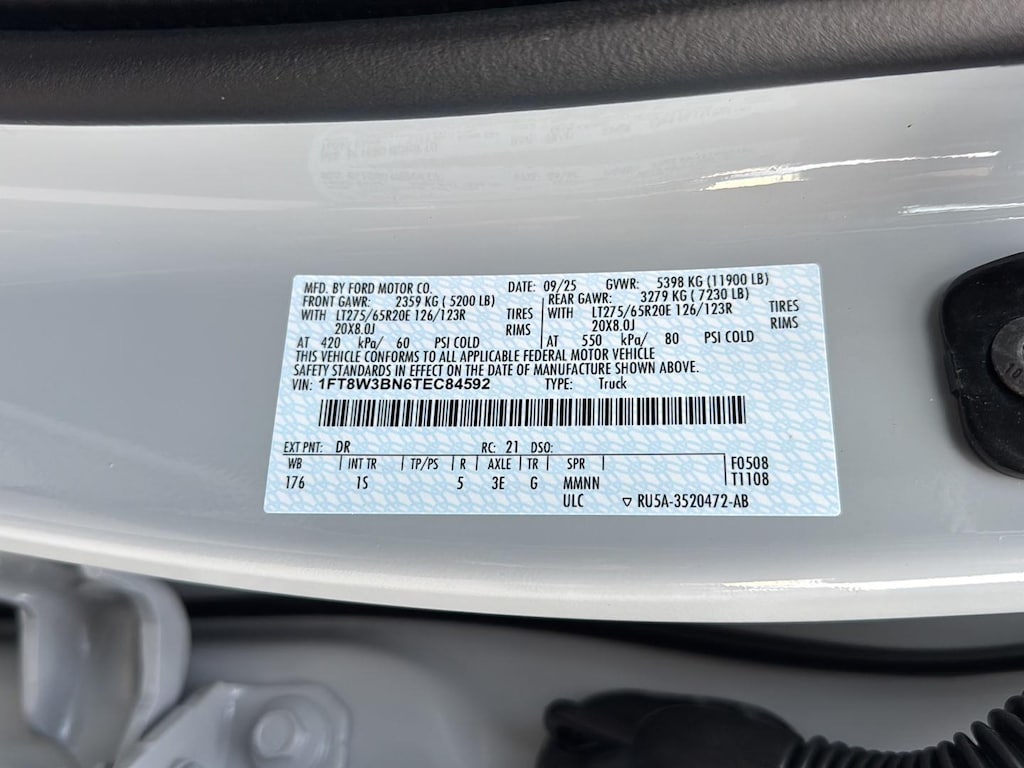 MFD. BY FORD MOTOR CO. DATE: 09/25 GVWR: 5398 KG (11900 LB)
FRONT GAWR: 2359 KG ( 5200 LB) REAR GAWR: 3279 KG ( 7230 LB)
WITH LT275/65R20E 126/123R TIRES WITH LT275/65R20E 126/123R TIRES
20X8.0J RIMS 20X8.0J RIMS
AT 420 kPa/ 60 PSI COLD AT 550 kPa/ 80 PSI COLD
THIS VEHICLE CONFORMS TO ALL APPLICABLE FEDERAL MOTOR VEHICLE
SAFETY STANDARDS IN EFFECT ON THE DATE OF MANUFACTURE SHOWN ABOVE.
VIN: 1FT8W3BN6TEC84592 TYPE: Truck
EXT PNT: DR RC: 21 DSO:
WB INT TR TP/PS R AXLE TR SPR F0508
176 1S 5 3E G MMNN T1108
ULC ▽ RU5A-3520472-AB